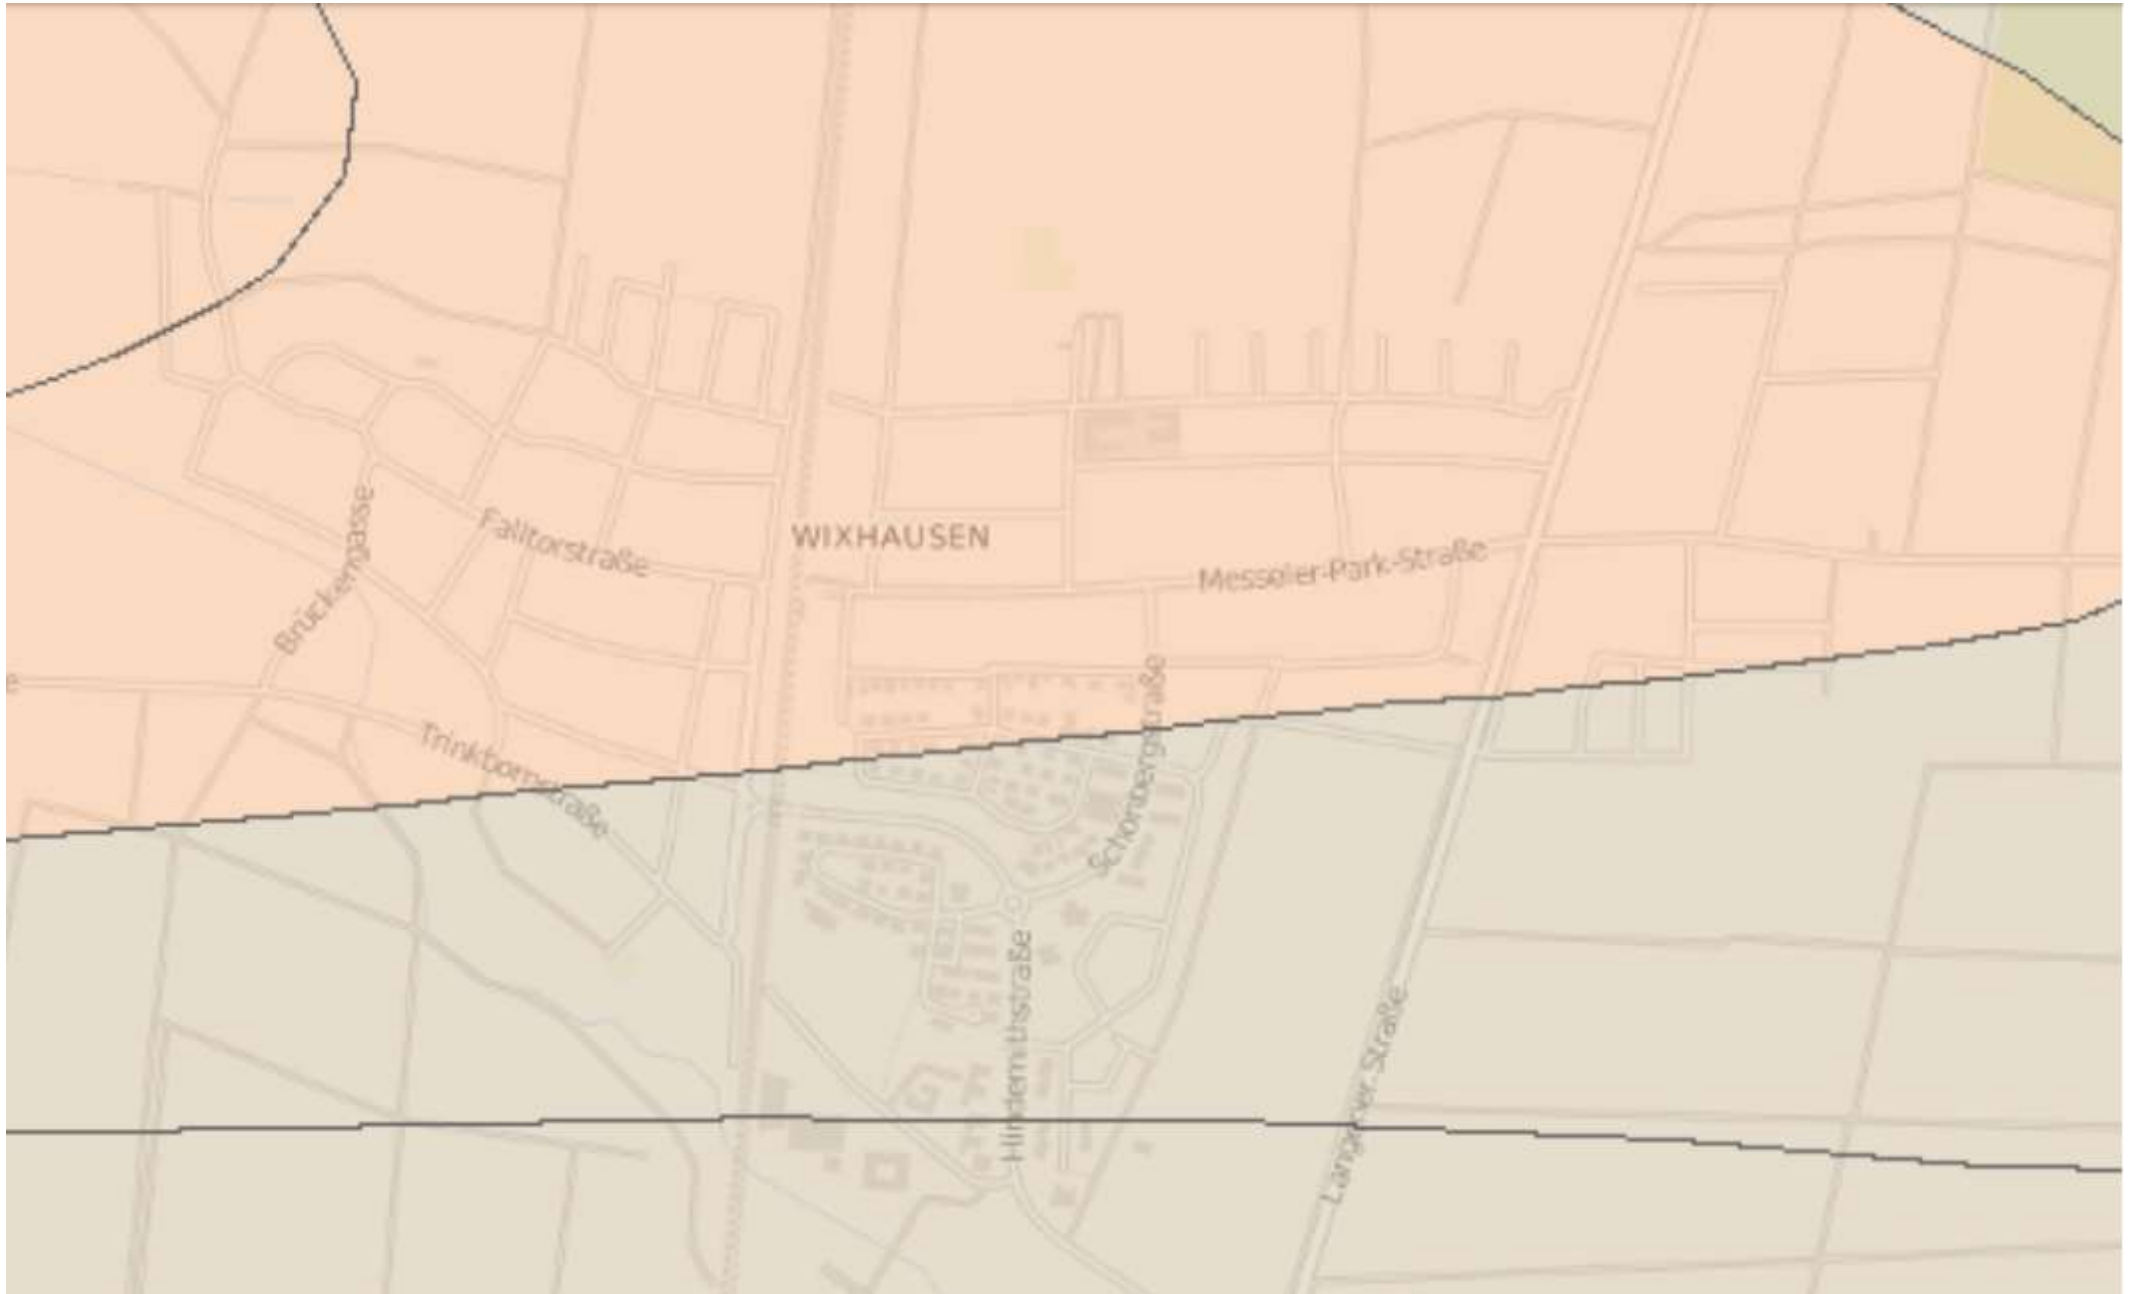 WIXHAUSEN
Falltorstraße
Brückengasse
Messeler-Park-Straße
Trinkbornstraße
Schönbergstraße
Hindemithstraße
Langener Straße
e